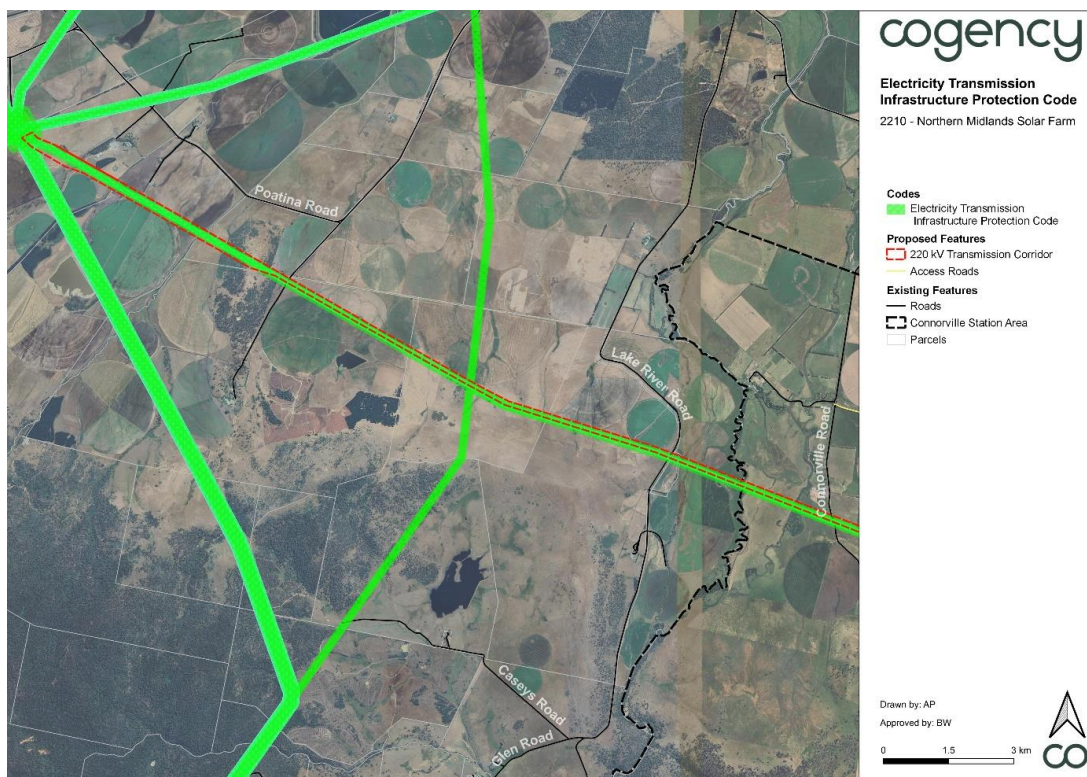 cogency
Electricity Transmission
Infrastructure Protection Code
2210 - Northern Midlands Solar Farm
Codes
Electricity Transmission
Infrastructure Protection Code
Proposed Features
220 kV Transmission Corridor
Access Roads
Existing Features
Roads
Connorville Station Area
Parcels
Poatina Road
Lake River Road
Connorville Road
Caseys Road
Glen Road
Drawn by: AP
Approved by: BW
0 1.5 3 km
co